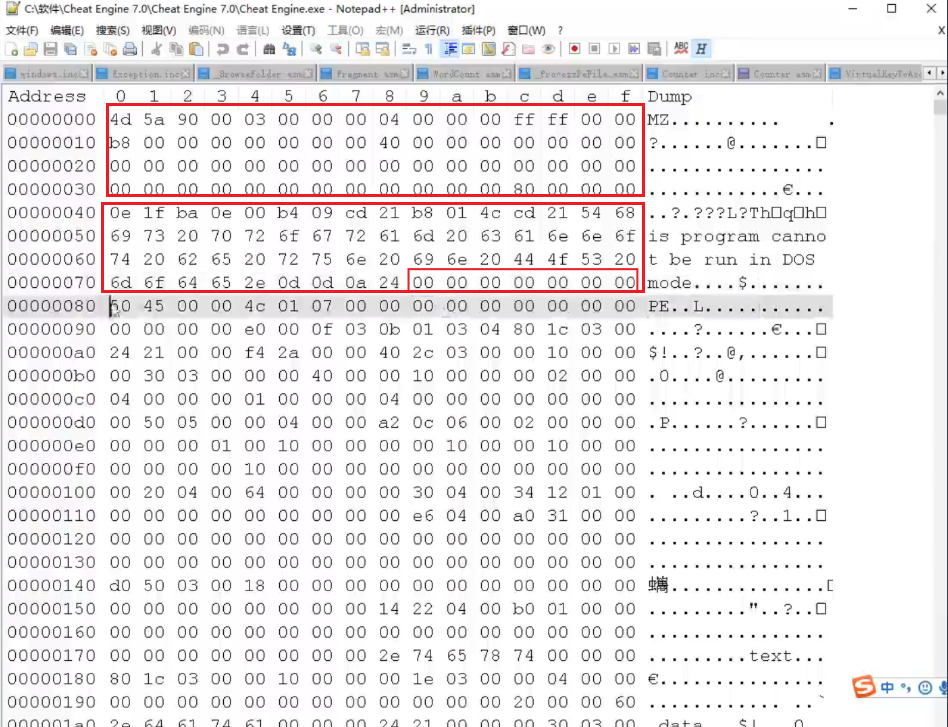 C:\软件\Cheat Engine 7.0\Cheat Engine 7.0\Cheat Engine.exe - Notepad++ [Administrator]
文件(F) 编辑(E) 搜索(S) 视图(V) 编码(N) 语言(L) 设置(T) 工具(O) 宏(M) 运行(R) 插件(P) 窗口(W) ? X
windows.inc Exception.inc _BrowseFolder.asm Fragment.asm WordCount.asm _ProcessPeFile.asm Counter.inc Counter.asm
Address 0 1 2 3 4 5 6 7 8 9 a b c d e f Dump
00000000 4d 5a 90 00 03 00 00 00 04 00 00 00 ff ff 00 00 MZ.......... .
00000010 b8 00 00 00 00 00 00 00 40 00 00 00 00 00 00 00 ?.......@.......□
00000020 00 00 00 00 00 00 00 00 00 00 00 00 00 00 00 00 ................
00000030 00 00 00 00 00 00 00 00 00 00 00 00 80 00 00 00 ............€...
00000040 0e 1f ba 0e 00 b4 09 cd 21 b8 01 4c cd 21 54 68 ..?.???L?Th□q□h□
00000050 69 73 20 70 72 6f 67 72 61 6d 20 63 61 6e 6e 6f is program canno
00000060 74 20 62 65 20 72 75 6e 20 69 6e 20 44 4f 53 20 t be run in DOS
00000070 6d 6f 64 65 2e 0d 0d 0a 24 00 00 00 00 00 00 00 mode....$.......
00000080 50 45 00 00 4c 01 07 00 00 00 00 00 00 00 00 00 PE..L...........
00000090 00 00 00 00 e0 00 0f 03 0b 01 03 04 80 1c 03 00 ....?......€...□
000000a0 24 21 00 00 f4 2a 00 00 40 2c 03 00 00 10 00 00 $!..?..@,.......□
000000b0 00 30 03 00 00 00 40 00 00 10 00 00 00 02 00 00 .0....@.........
000000c0 04 00 00 00 01 00 00 00 04 00 00 00 00 00 00 00 ................
000000d0 00 50 05 00 00 04 00 00 a2 0c 06 00 02 00 00 00 .P......?......□
000000e0 00 00 00 01 00 10 00 00 00 00 10 00 00 10 00 00 ................
000000f0 00 00 00 00 10 00 00 00 00 00 00 00 00 00 00 00 ................
00000100 00 20 04 00 64 00 00 00 00 30 04 00 34 12 01 00 . ..d....0..4...
00000110 00 00 00 00 00 00 00 00 00 e6 04 00 a0 31 00 00 .........?..1..□
00000120 00 00 00 00 00 00 00 00 00 00 00 00 00 00 00 00 ................
00000130 00 00 00 00 00 00 00 00 00 00 00 00 00 00 00 00 ................
00000140 d0 50 03 00 18 00 00 00 00 00 00 00 00 00 00 00 ..............□
00000150 00 00 00 00 00 00 00 00 14 22 04 00 b0 01 00 00 ........."..?..□
00000160 00 00 00 00 00 00 00 00 00 00 00 00 00 00 00 00 ................
00000170 00 00 00 00 00 00 00 00 2e 74 65 78 74 00 00 00 .........text...
00000180 80 1c 03 00 00 10 00 00 00 1e 03 00 00 04 00 00 €...............
00000190 00 00 00 00 00 00 00 00 00 00 00 00 20 00 00 60 ............ ..`
000001a0 2e 64 61 74 61 00 00 00 24 21 00 00 00 30 03 00 .data...$!...0..
S 中